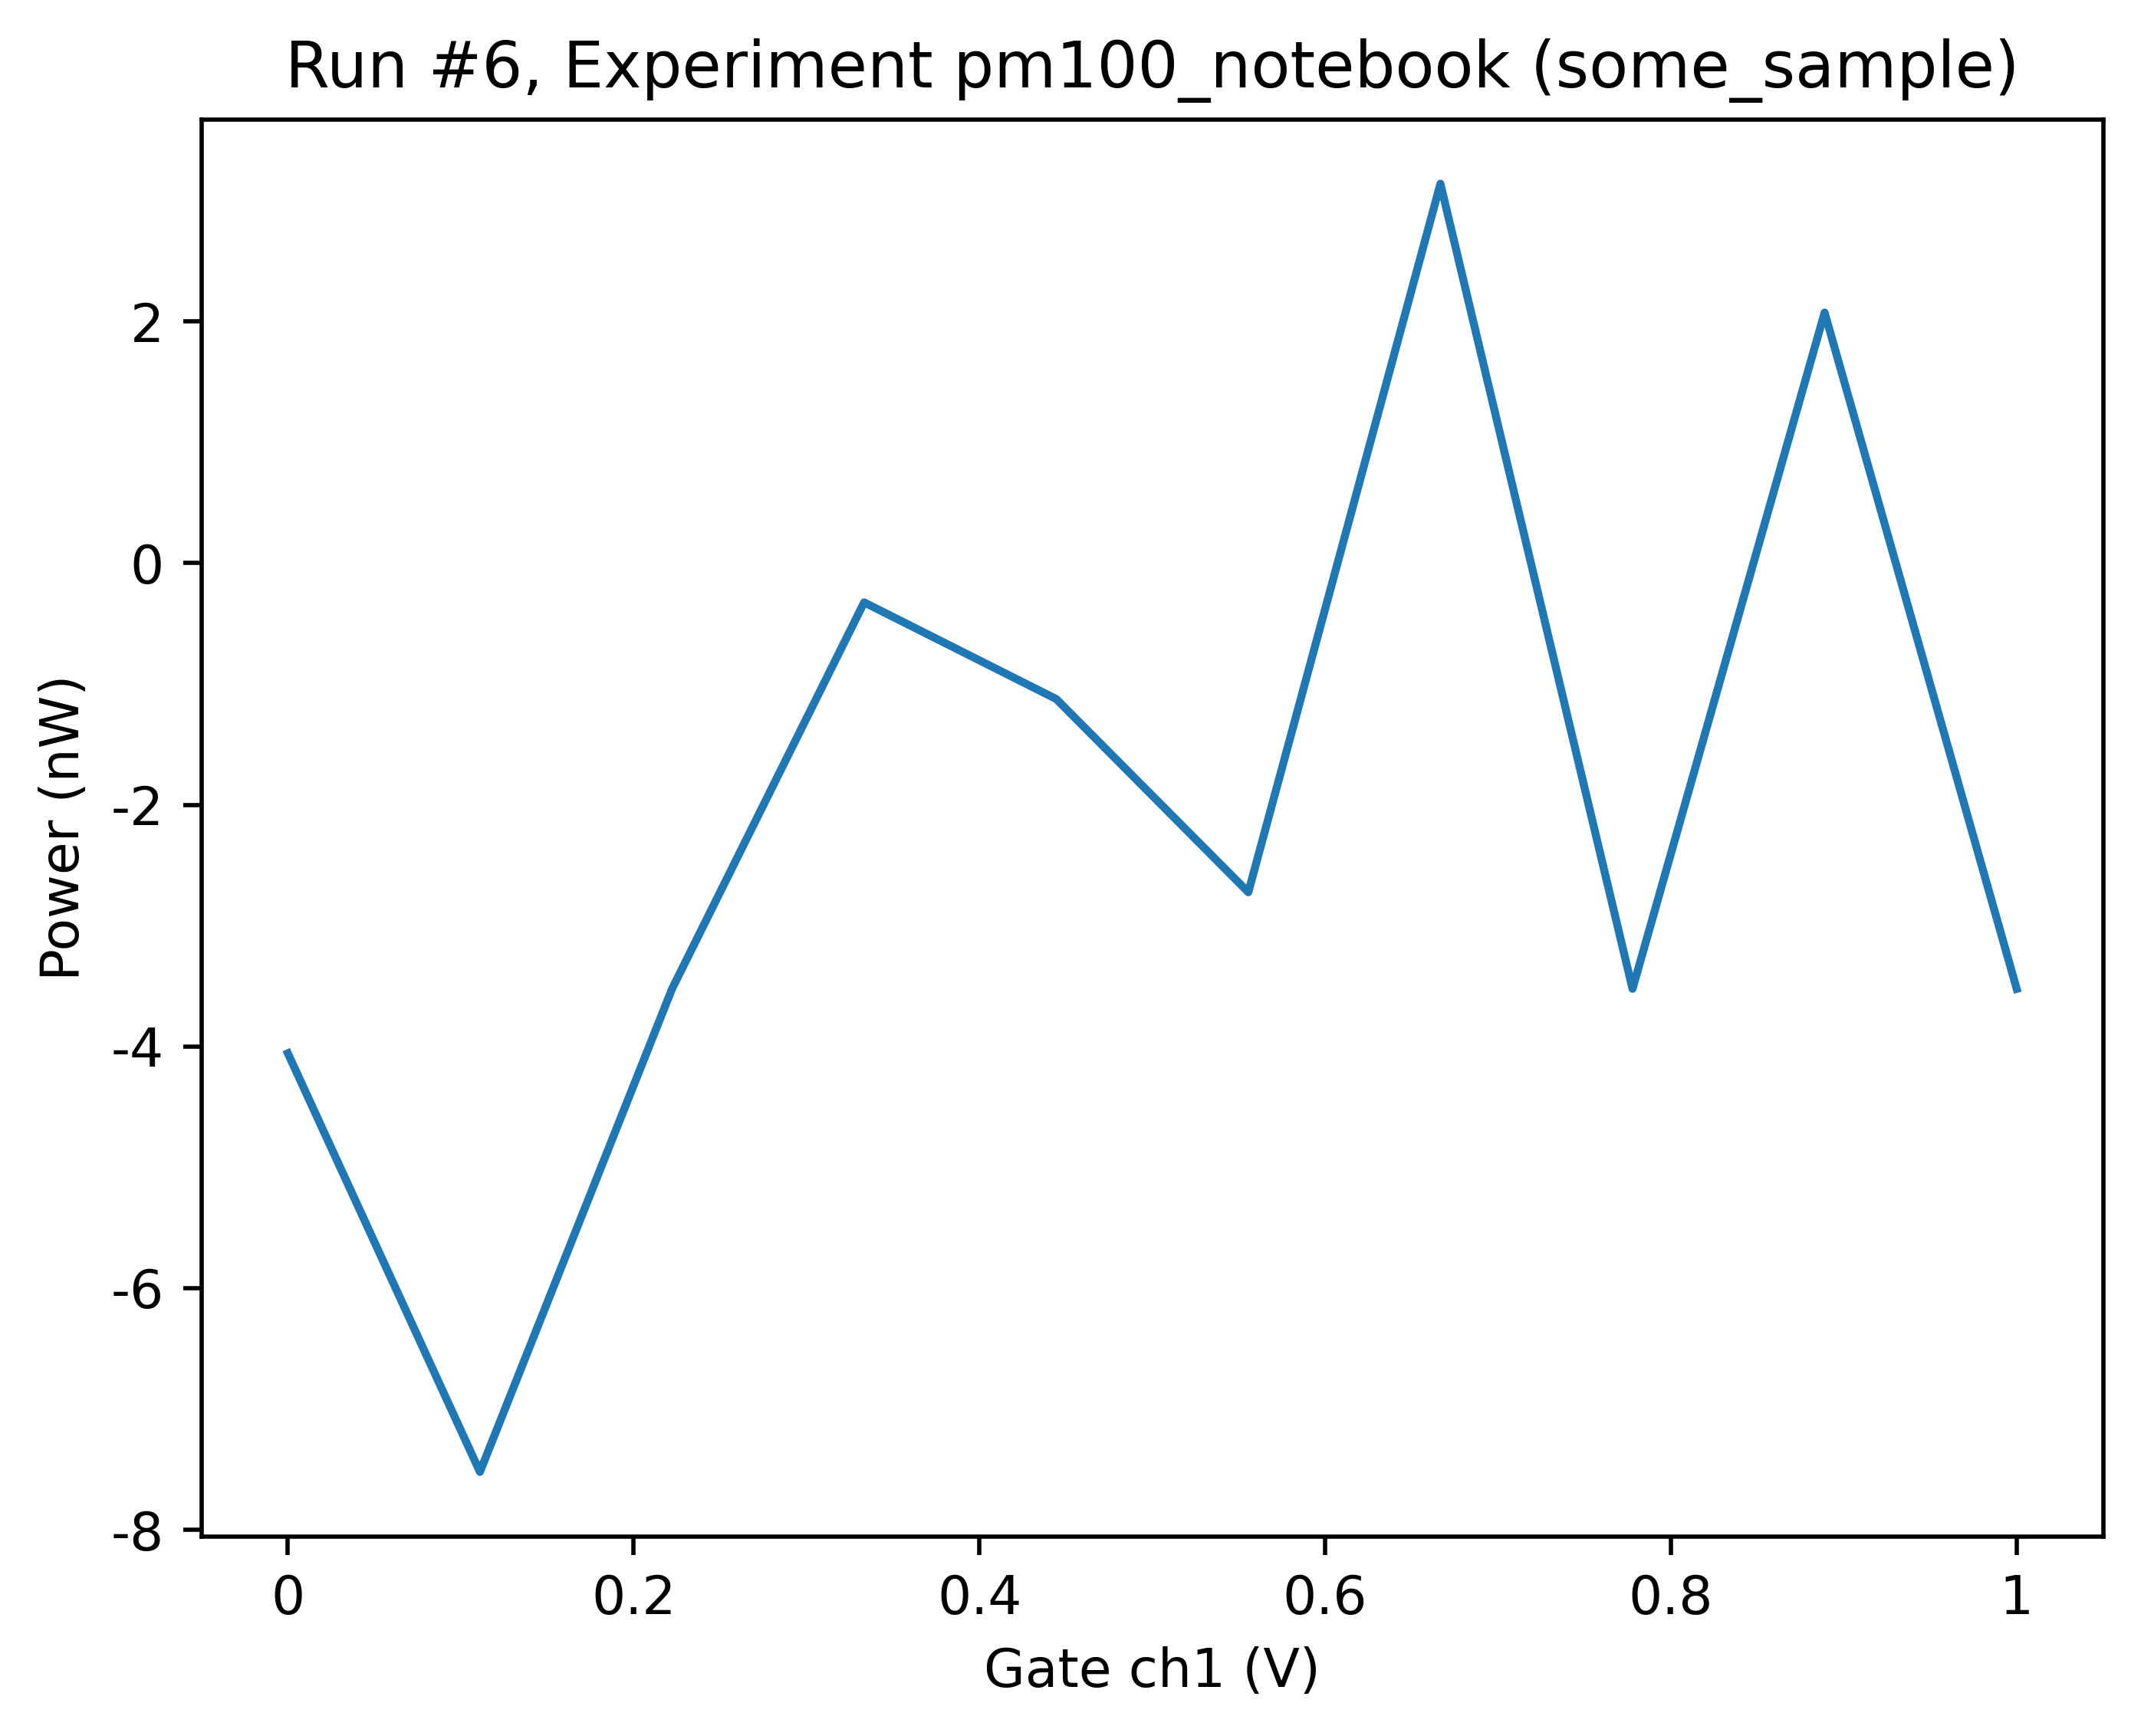 Run #6, Experiment pm100_notebook (some_sample)
Power (nW)
2
0
-2
-4
-6
-8
0 0.2 0.4 0.6 0.8 1
Gate ch1 (V)